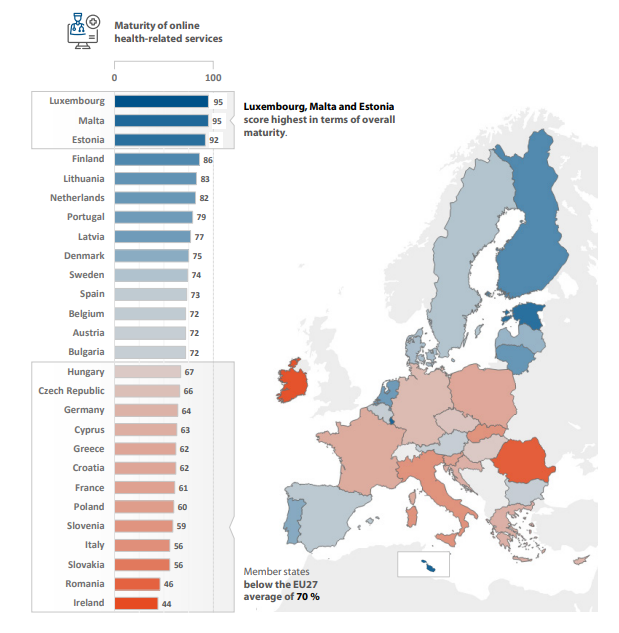 Maturity of online
health-related services
0 100
Luxembourg 95
Malta 95
Estonia 92
Finland 86
Lithuania 83
Netherlands 82
Portugal 79
Latvia 77
Denmark 75
Sweden 74
Spain 73
Belgium 72
Austria 72
Bulgaria 72
Hungary 67
Czech Republic 66
Germany 64
Cyprus 63
Greece 62
Croatia 62
France 61
Poland 60
Slovenia 59
Italy 56
Slovakia 56
Romania 46
Ireland 44
Luxembourg, Malta and Estonia
score highest in terms of overall
maturity.
Member states
below the EU27
average of 70 %